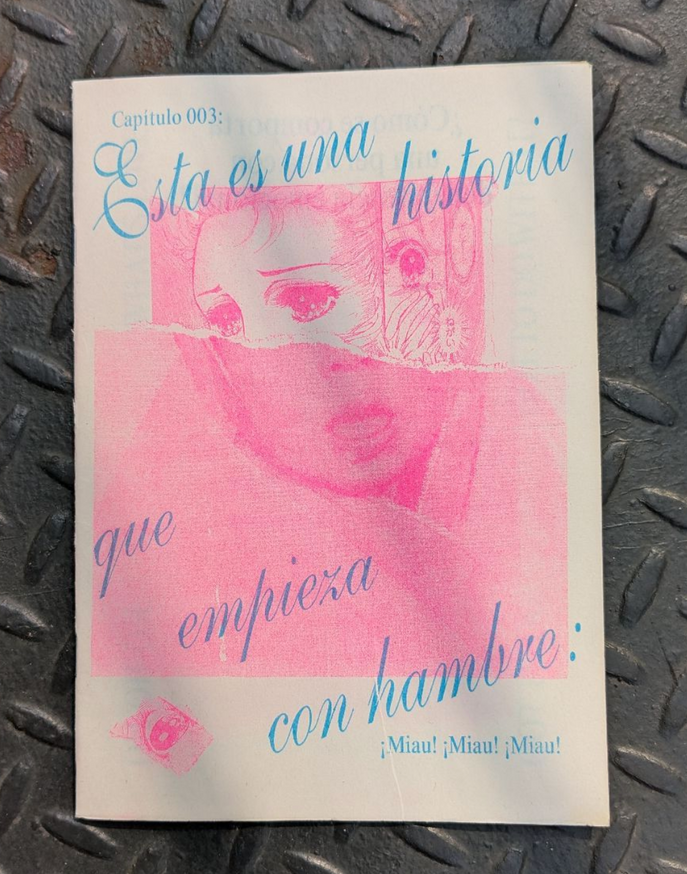 Capítulo 003:
Esta es una
historia
que
empieza
con hambre:
¡Miau! ¡Miau! ¡Miau!